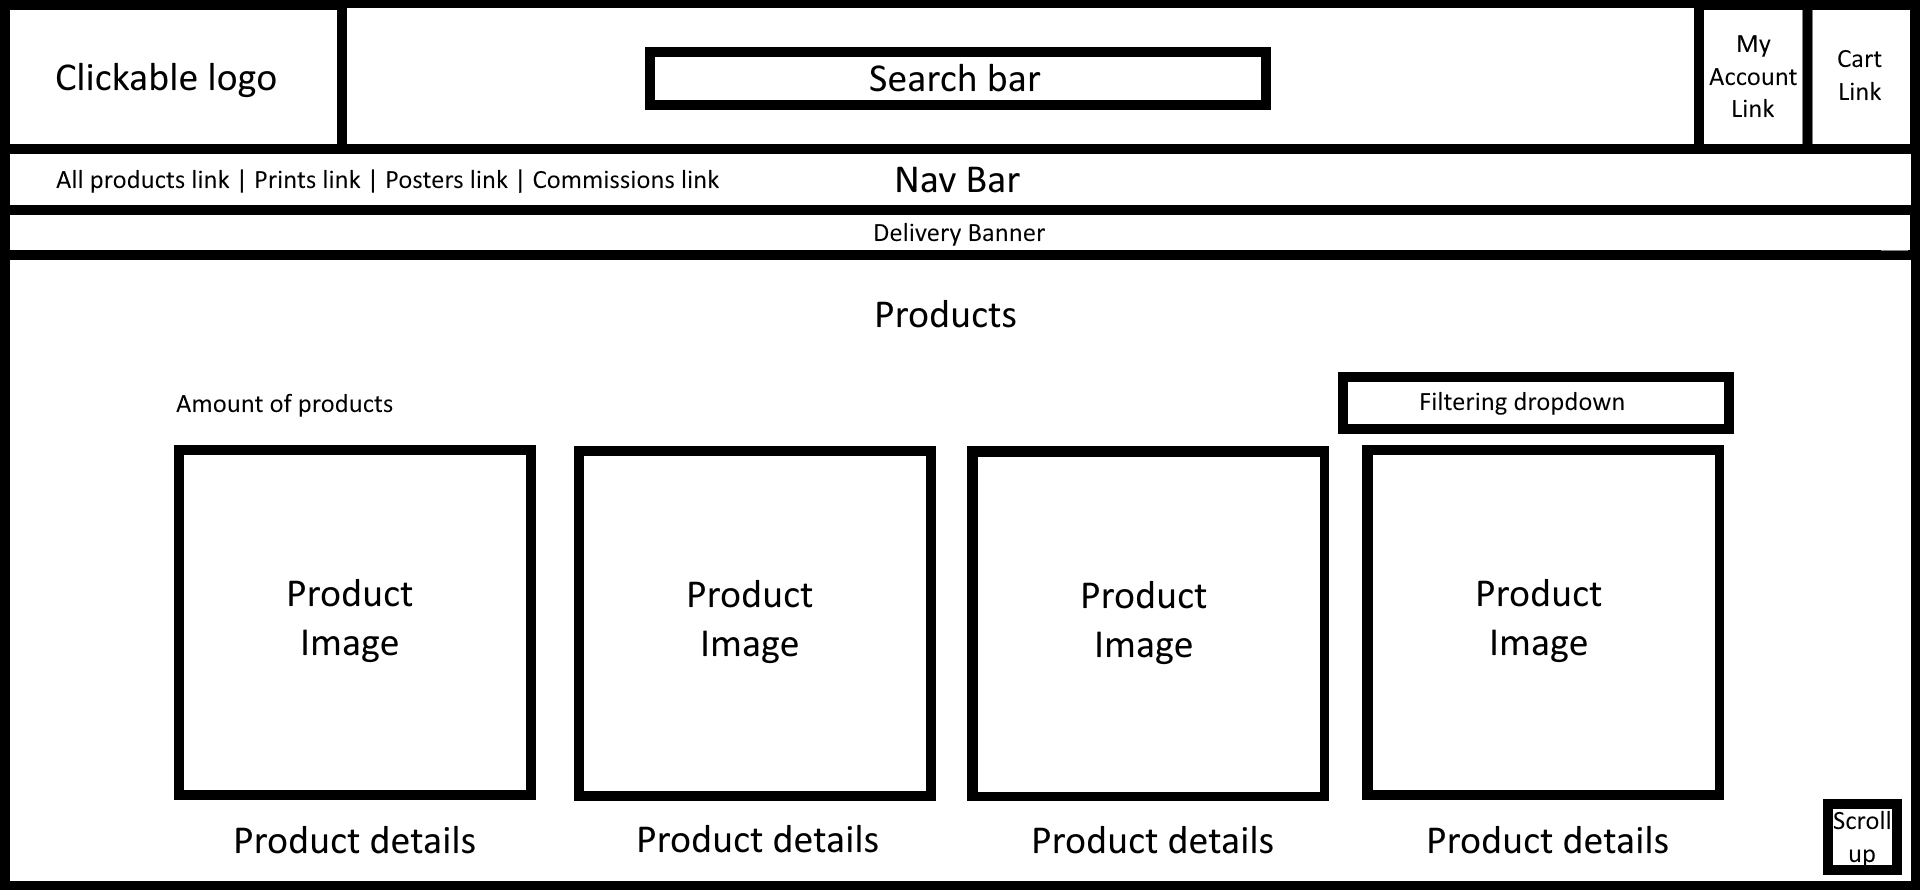 Clickable logo
Search bar
My
Account
Link
Cart
Link
All products link | Prints link | Posters link | Commissions link
Nav Bar
Delivery Banner
Products
Amount of products
Filtering dropdown
Product
Image
Product
Image
Product
Image
Product
Image
Product details
Product details
Product details
Product details
Scroll
up